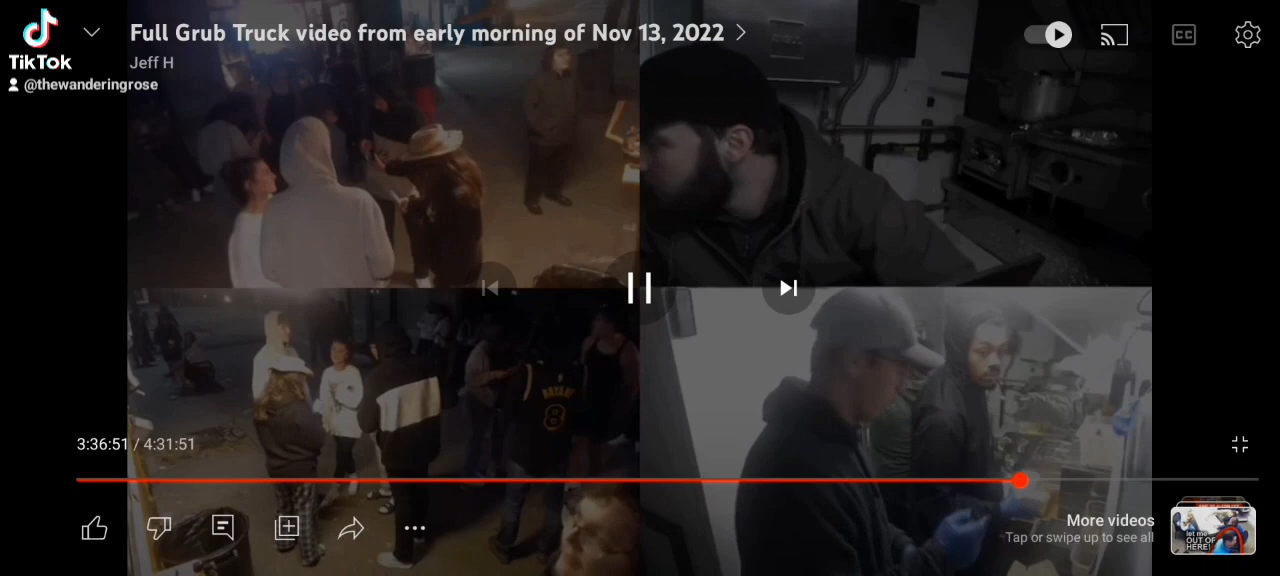 TikTok
@thewanderingrose
Full Grub Truck video from early morning of Nov 13, 2022
Jeff H
CC
BRYANT
8
3:36:51 / 4:31:51
More videos
Tap or swipe up to see all
let me
OUT OF
HERE!